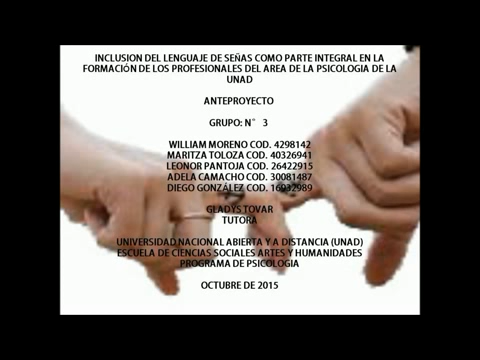 INCLUSION DEL LENGUAJE DE SEÑAS COMO PARTE INTEGRAL EN LA
FORMACIÓN DE LOS PROFESIONALES DEL AREA DE LA PSICOLOGIA DE LA
UNAD
ANTEPROYECTO
GRUPO: N° 3
WILLIAM MORENO COD. 4298142
MARITZA TOLOZA COD. 40326941
LEONOR PANTOJA COD. 26422915
ADELA CAMACHO COD. 30081487
DIEGO GONZÁLEZ COD. 16932989
GLADYS TOVAR
TUTORA
UNIVERSIDAD NACIONAL ABIERTA Y A DISTANCIA (UNAD)
ESCUELA DE CIENCIAS SOCIALES ARTES Y HUMANIDADES
PROGRAMA DE PSICOLOGIA
OCTUBRE DE 2015